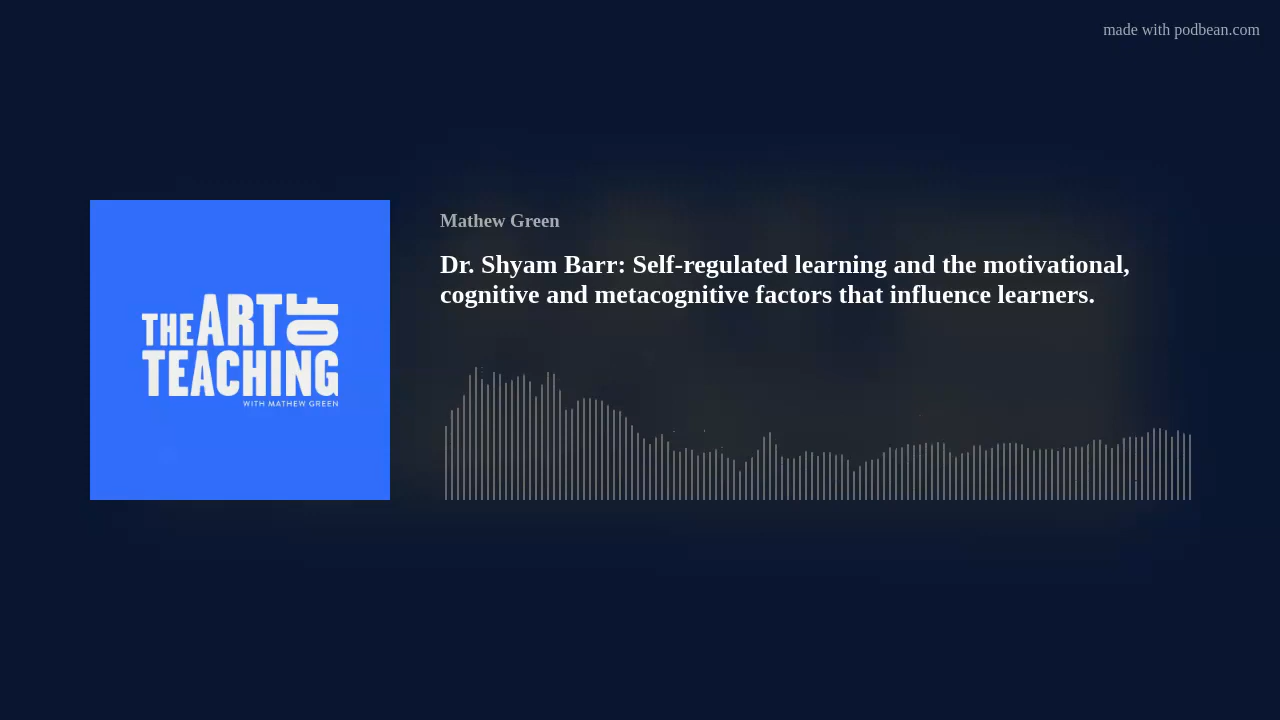 made with podbean.com
THE ART OF
TEACHING
WITH MATHEW GREEN
Mathew Green
Dr. Shyam Barr: Self-regulated learning and the motivational,
cognitive and metacognitive factors that influence learners.